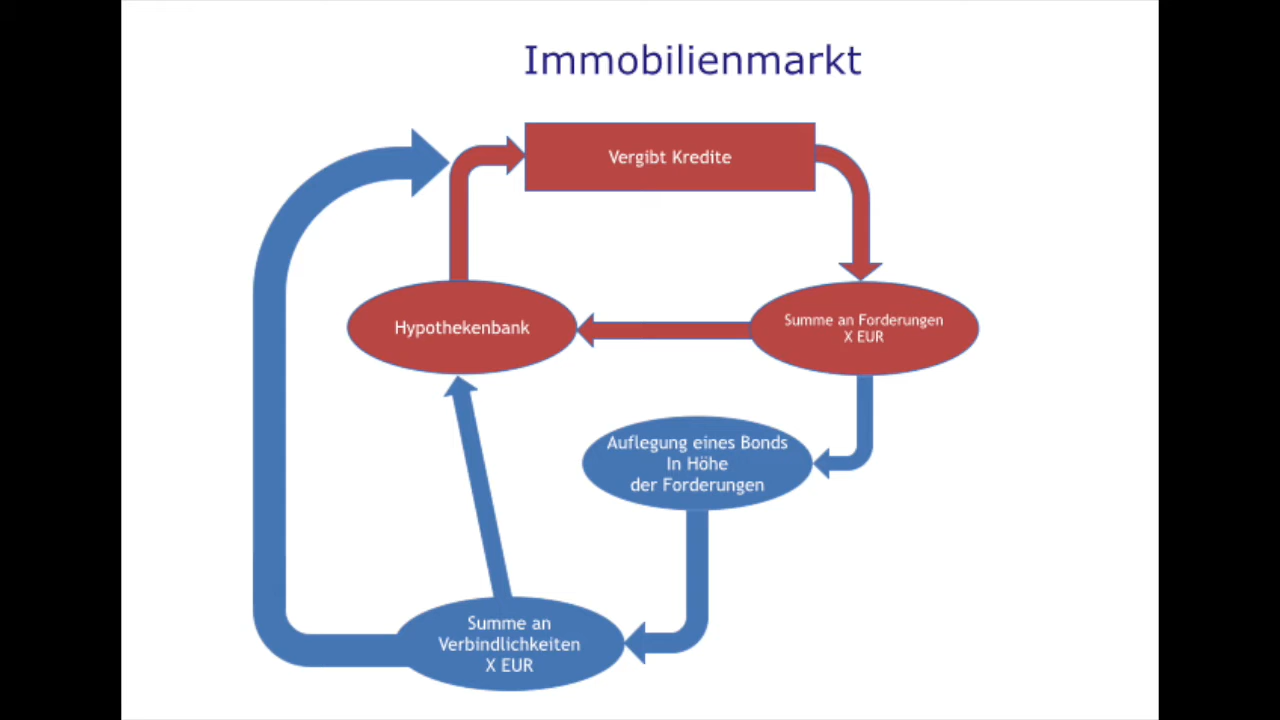 Immobilienmarkt
Vergibt Kredite
Hypothekenbank
Summe an Forderungen
X EUR
Auflegung eines Bonds
In Höhe
der Forderungen
Summe an
Verbindlichkeiten
X EUR